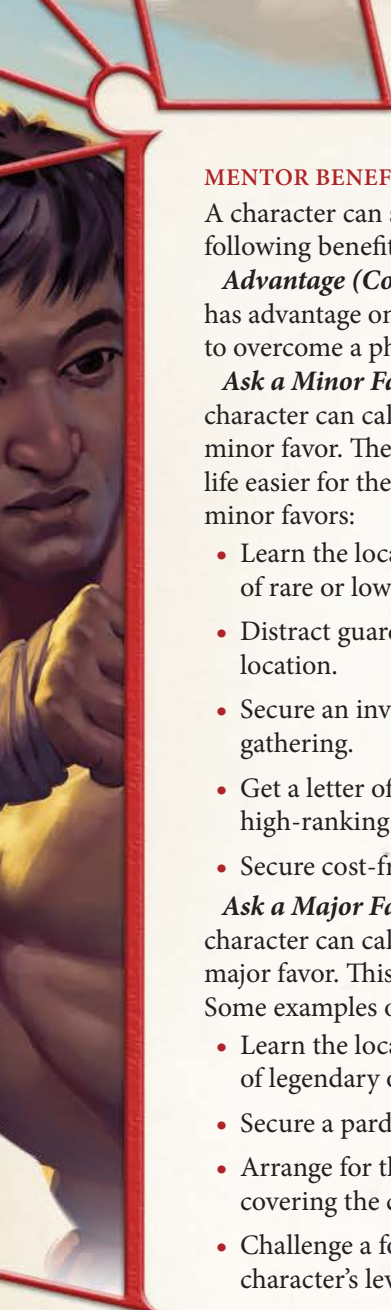 MENTOR BENEF
A character can
following benefit
Advantage (Co
has advantage on
to overcome a ph
Ask a Minor Fa
character can cal
minor favor. The
life easier for the
minor favors:
• Learn the loca
of rare or low
• Distract guard
location.
• Secure an inv
gathering.
• Get a letter of
high-ranking
• Secure cost-fr
Ask a Major Fa
character can cal
major favor. This
Some examples o
• Learn the loca
of legendary o
• Secure a pard
• Arrange for th
covering the c
• Challenge a fo
character’s lev